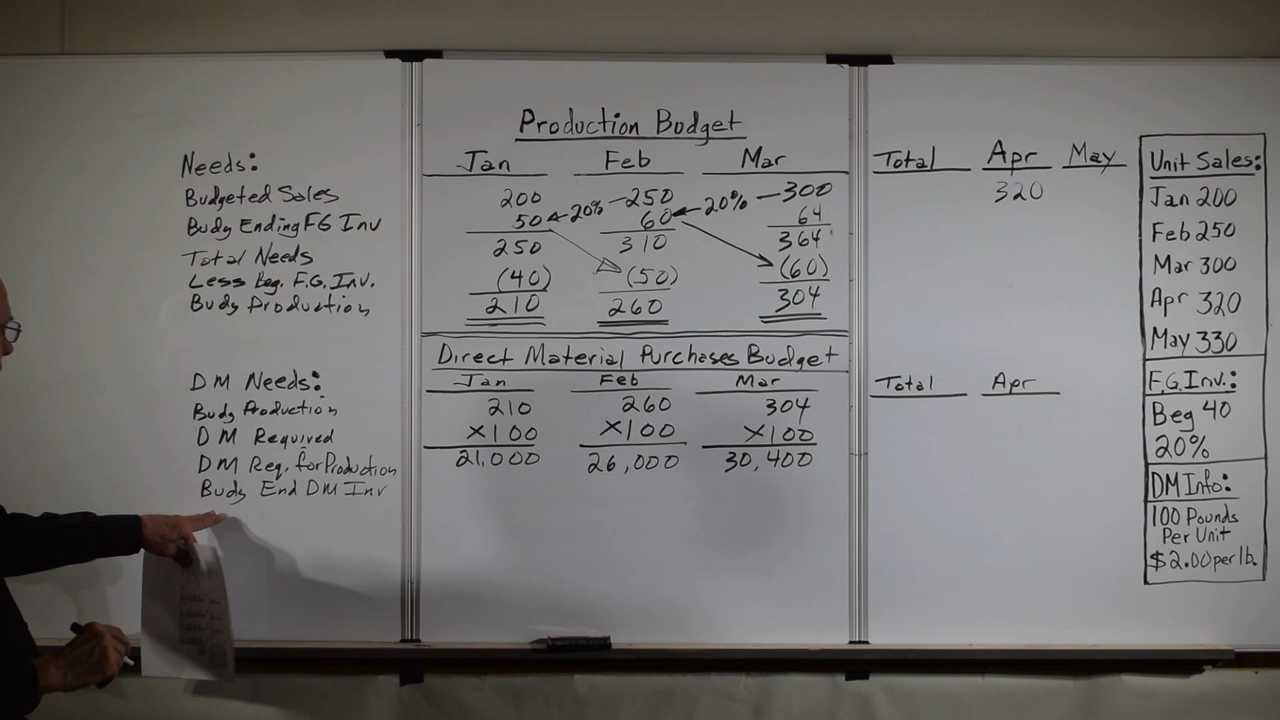 Production Budget
Needs: Jan Feb Mar Total Apr May
Budgeted Sales 200 20% 250 20% 300 320
Budg Ending FG Inv 50 60 64
Total Needs 250 310 364
Less Beg. F.G. Inv. (40) (50) (60)
Budg Production 210 260 304
Direct Material Purchases Budget
DM Needs: Jan Feb Mar Total Apr
Budg Production 210 260 304
DM Required X100 X100 X100
DM Req. for Production 21,000 26,000 30,400
Budg End DM Inv
Unit Sales:
Jan 200
Feb 250
Mar 300
Apr 320
May 330
F.G. Inv.:
Beg 40
20%
DM Info:
100 Pounds
Per Unit
$2.00 per lb.